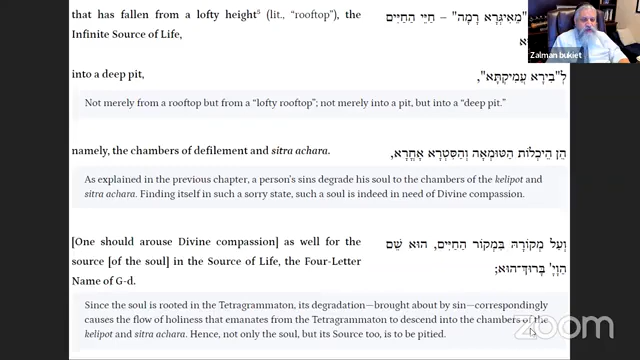 that has fallen from a lofty height⁵ (lit., “rooftop”), the
"מֵאִיגְּרָא רָמָה" – חַיֵּי הַחַיִּים
Infinite Source of Life,
Zalman bukiet
into a deep pit,
לְ"בִּירָא עֲמִיקְתָּא",
Not merely from a rooftop but from a “lofty rooftop”; not merely into a pit, but into a “deep pit.”
namely, the chambers of defilement and sitra achara.
הֵן הֵיכְלוֹת הַטּוּמְאָה וְהַסִּטְרָא אָחֳרָא,
As explained in the previous chapter, a person’s sins degrade his soul to the chambers of the kelipot and
sitra achara. Finding itself in such a sorry state, such a soul is indeed in need of Divine compassion.
[One should arouse Divine compassion] as well for the
וְעַל מְקוֹרָהּ בִּמְקוֹר הַחַיִּים, הוּא שֵׁם
source [of the soul] in the Source of Life, the Four-Letter
הַוָיָ' בָּרוּךְ־הוּא;
Name of G-d.
Since the soul is rooted in the Tetragrammaton, its degradation—brought about by sin—correspondingly
causes the flow of holiness that emanates from the Tetragrammaton to descend into the chambers of the
kelipot and sitra achara. Hence, not only the soul, but its Source too, is to be pitied.
zoom